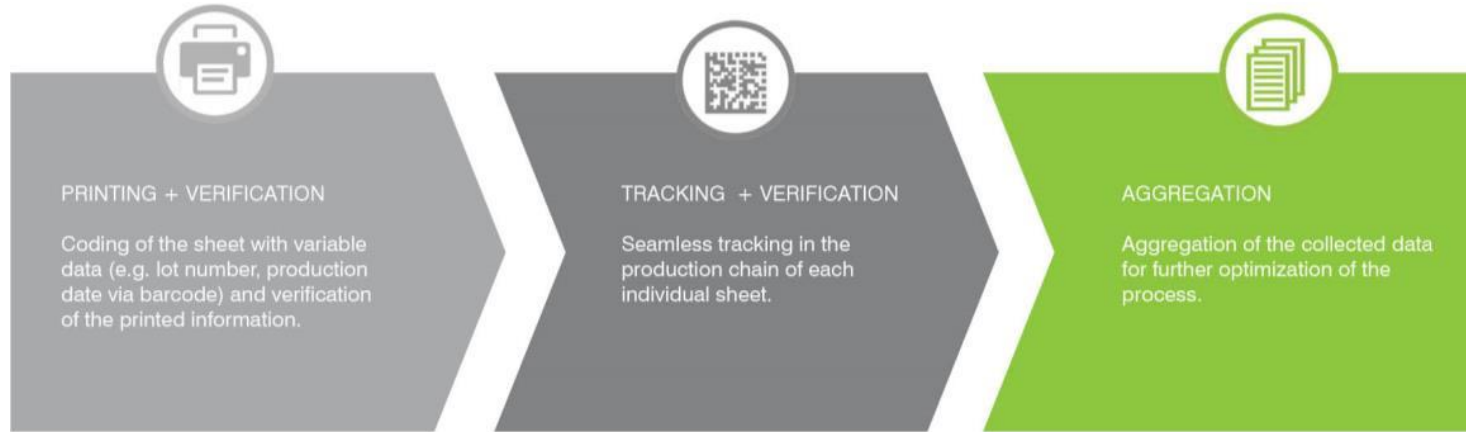 PRINTING + VERIFICATION
Coding of the sheet with variable
data (e.g. lot number, production
date via barcode) and verification
of the printed information.
TRACKING + VERIFICATION
Seamless tracking in the
production chain of each
individual sheet.
AGGREGATION
Aggregation of the collected data
for further optimization of the
process.